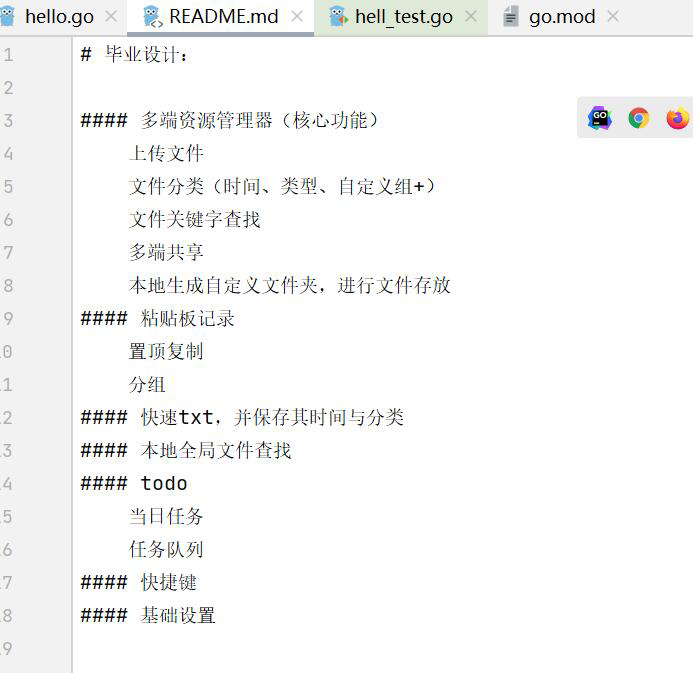 hello.go README.md hell_test.go go.mod
1 # 毕业设计：
2
3 #### 多端资源管理器（核心功能）
4 上传文件
5 文件分类（时间、类型、自定义组+）
6 文件关键字查找
7 多端共享
8 本地生成自定义文件夹，进行文件存放
9 #### 粘贴板记录
0 置顶复制
1 分组
2 #### 快速txt，并保存其时间与分类
3 #### 本地全局文件查找
4 #### todo
5 当日任务
6 任务队列
7 #### 快捷键
8 #### 基础设置
9